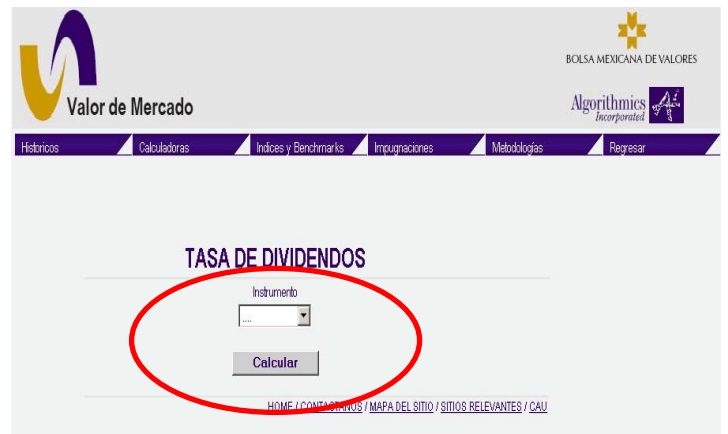 BOLSA MEXICANA DE VALORES
Valor de Mercado
Algorithmics
Incorporated
Historicos Calculadoras Indices y Benchmarks Impugnaciones Metodologías Regresar
TASA DE DIVIDENDOS
Instrumento
....
Calcular
HOME / CONTACTANOS / MAPA DEL SITIO / SITIOS RELEVANTES / CAU